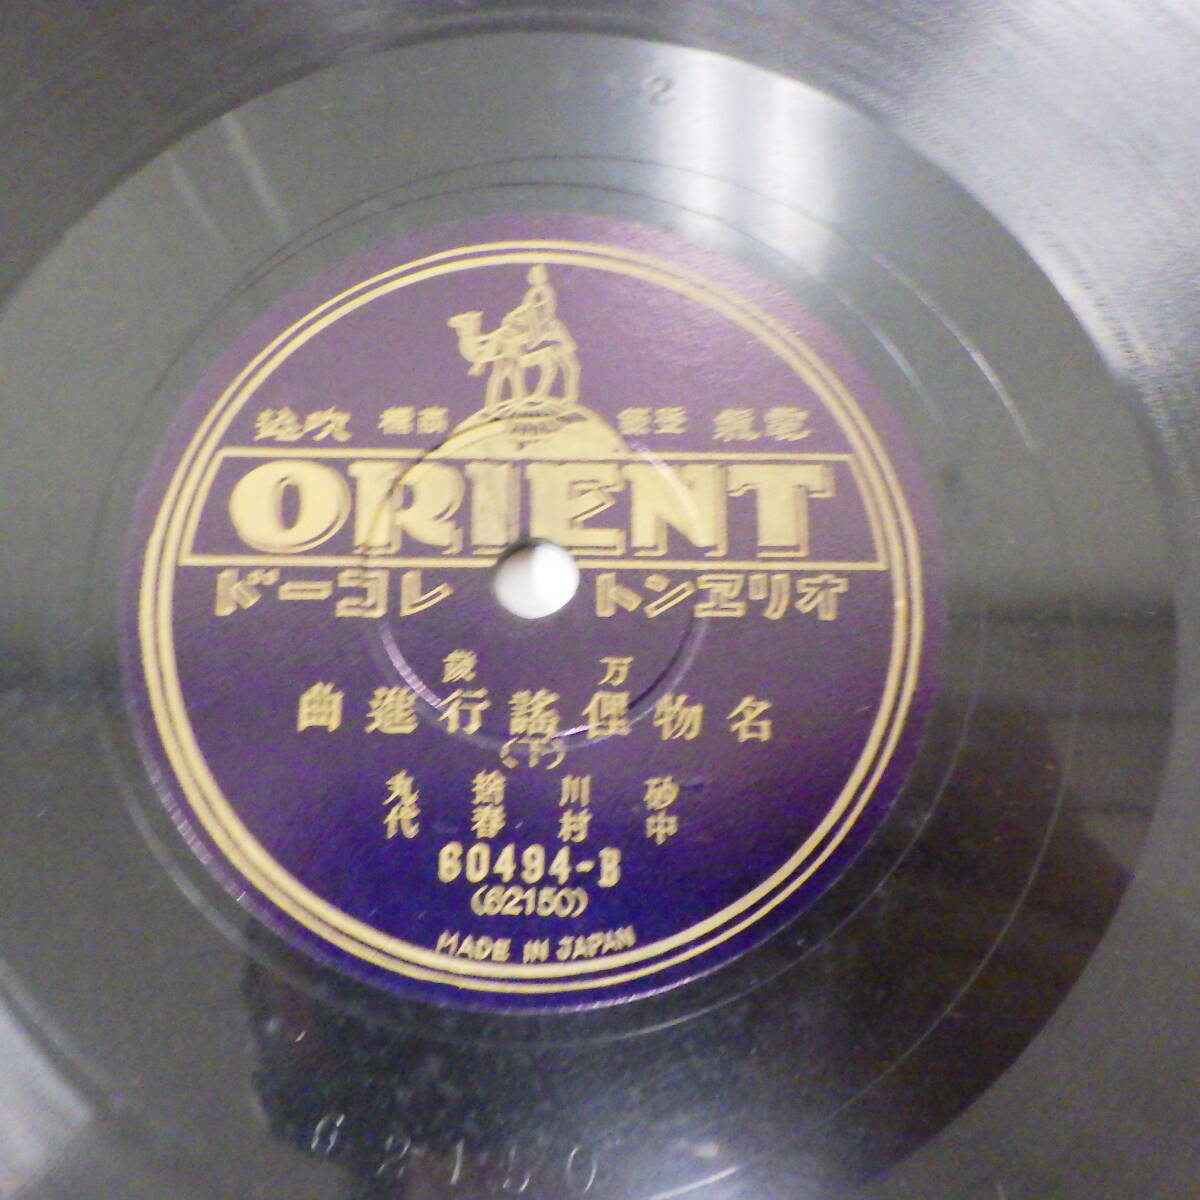 電氣 登録 商標 吹込
ORIENT
オリエント レコード
万歳
名物俚謡行進曲
(下)
砂川捨丸
中村春代
60494-B
(62150)
MADE IN JAPAN
62150